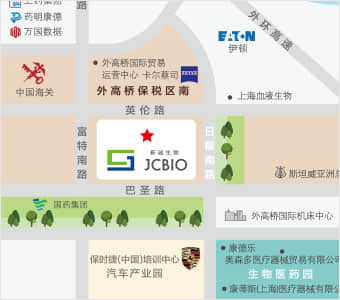 药明康德
万国数据
中国海关
外高桥国际贸易
运营中心 卡尔蔡司
ZEISS
外高桥保税区南
EATON
伊顿
外环高速
上海血液生物
英伦路
富特南路
日樱南路
JCBIO
斯坦威亚洲总
巴圣路
国药集团
外高桥国际机床中心
保时捷(中国)培训中心
汽车产业园
康德乐
奥森多医疗器械贸易有限公司
生物医药园
康蒂斯(上海)医疗器械有限公